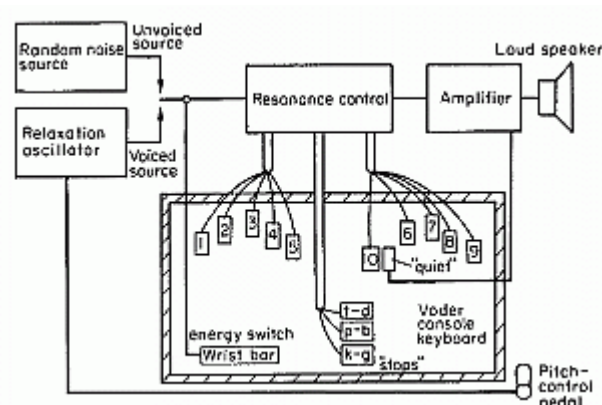 Random noise
source
Unvoiced
source
Relaxation
oscillator
Voiced
source
Resonance control
Amplifier
Loud speaker
1
2
3
4
5
10
"quiet"
6
7
8
9
t-d
p-b
k-g
"stops"
energy switch
Wrist bar
Voder
console
keyboard
Pitch-
control
pedal